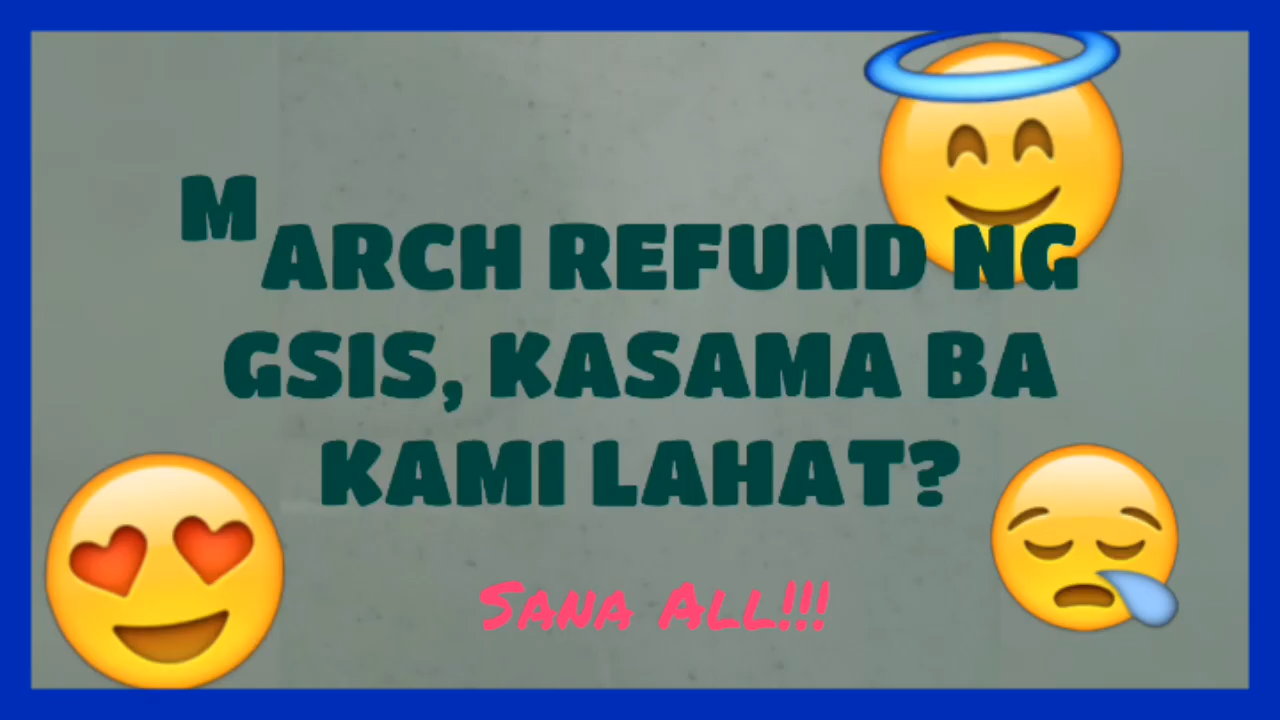 MARCH REFUND NG
GSIS, KASAMA BA
KAMI LAHAT?
SANA ALL!!!